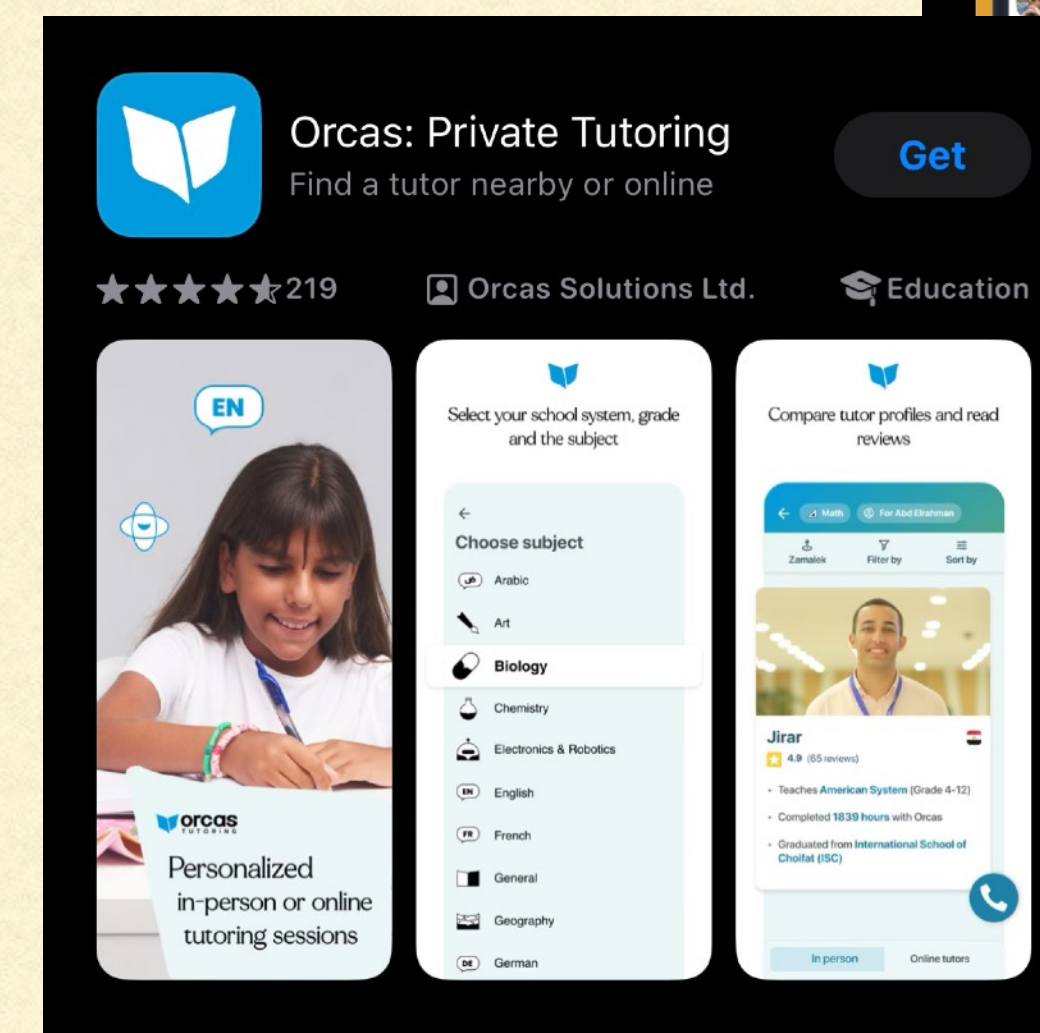 Orcas: Private Tutoring
Find a tutor nearby or online
Get
219
Orcas Solutions Ltd.
Education
EN
orcas
TUTORING
Personalized
in-person or online
tutoring sessions
Select your school system, grade
and the subject
Choose subject
Arabic
Art
Biology
Chemistry
Electronics & Robotics
EN English
FR French
General
Geography
DE German
Compare tutor profiles and read
reviews
Math
For Abd Elrahman
Zamalek
Filter by
Sort by
Jirar
4.9 (65 reviews)
• Teaches American System (Grade 4-12)
• Completed 1839 hours with Orcas
• Graduated from International School of
Choifat (ISC)
In person
Online tutors